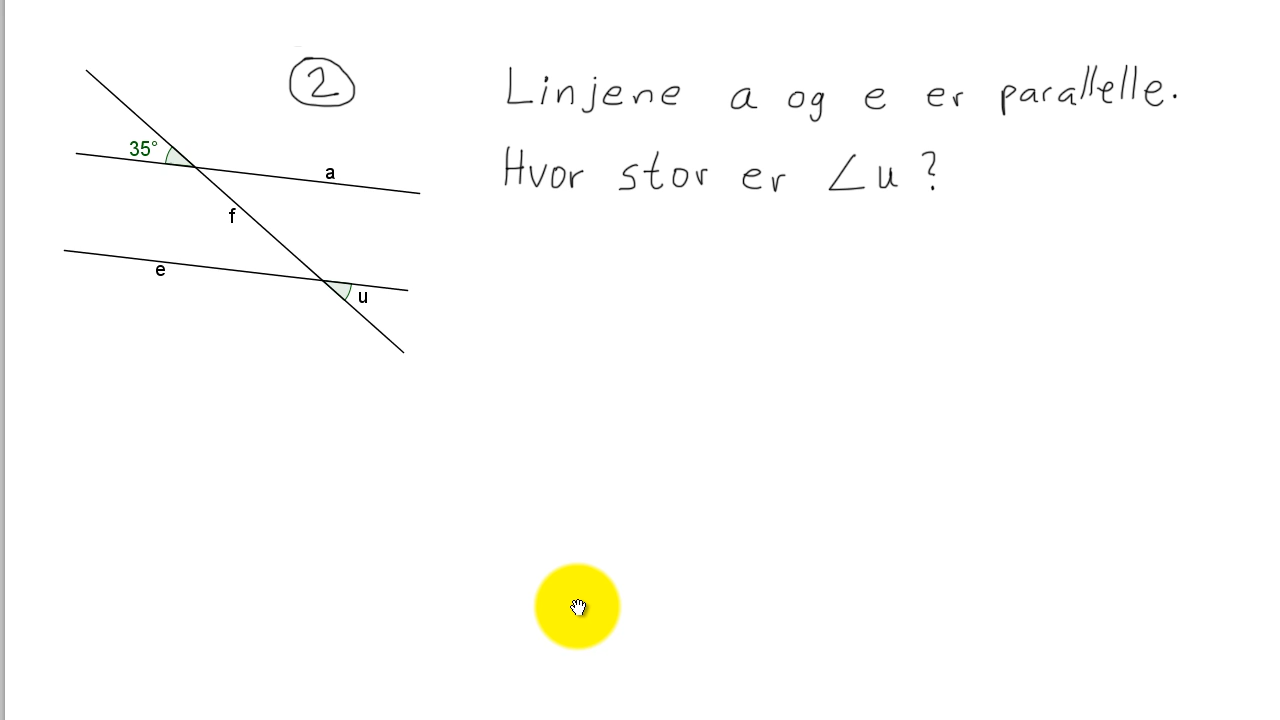 2
Linjene a og e er parallelle.
35°
a
Hvor stor er ∠u?
f
e
u